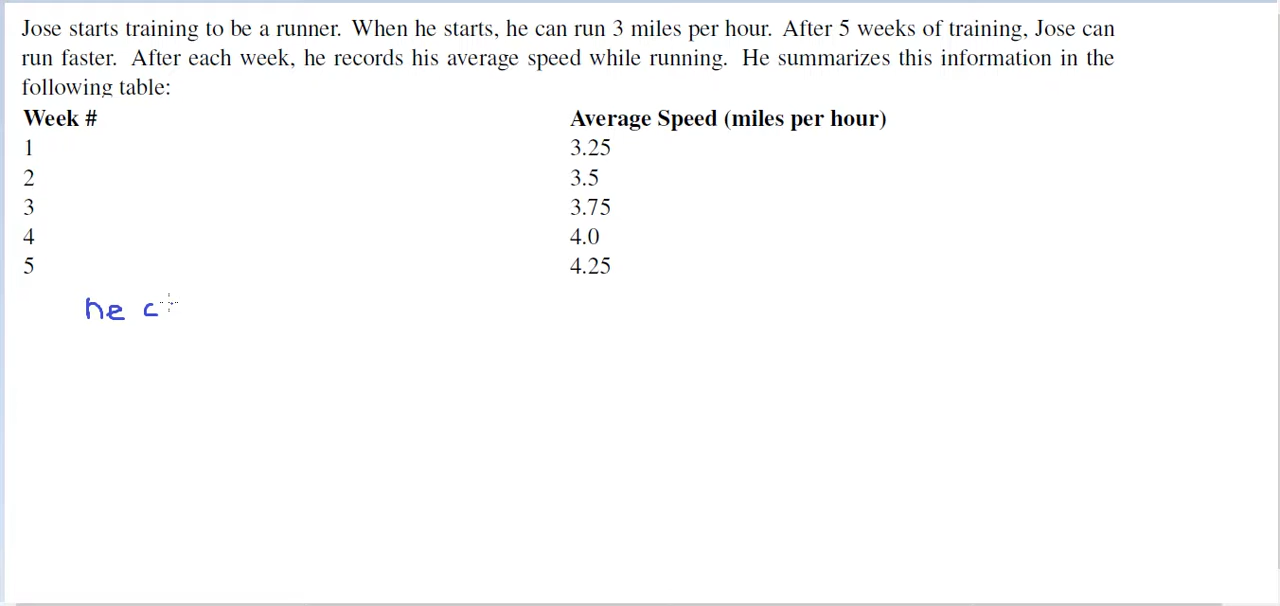 Jose starts training to be a runner. When he starts, he can run 3 miles per hour. After 5 weeks of training, Jose can
run faster. After each week, he records his average speed while running. He summarizes this information in the
following table:
Week # Average Speed (miles per hour)
1 3.25
2 3.5
3 3.75
4 4.0
5 4.25
he c